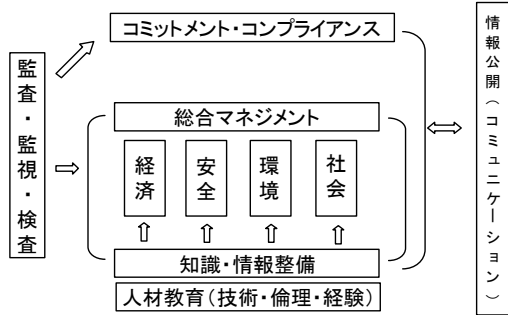 コミットメント・コンプライアンス
監査・監視・検査
総合マネジメント
経済
安全
環境
社会
知識・情報整備
人材教育(技術・倫理・経験)
情報公開(コミュニケーション)